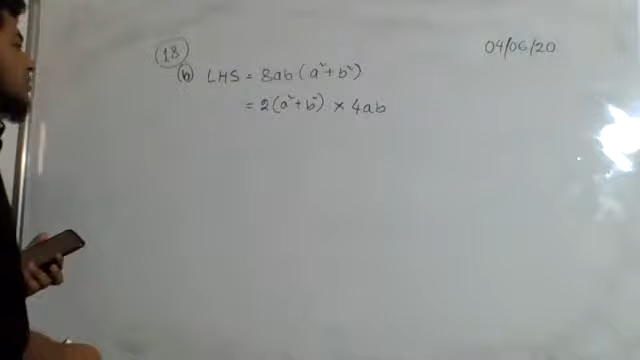 (18) 04/06/20
(h) LHS = 8ab(a²+b²)
= 2(a²+b²) × 4ab